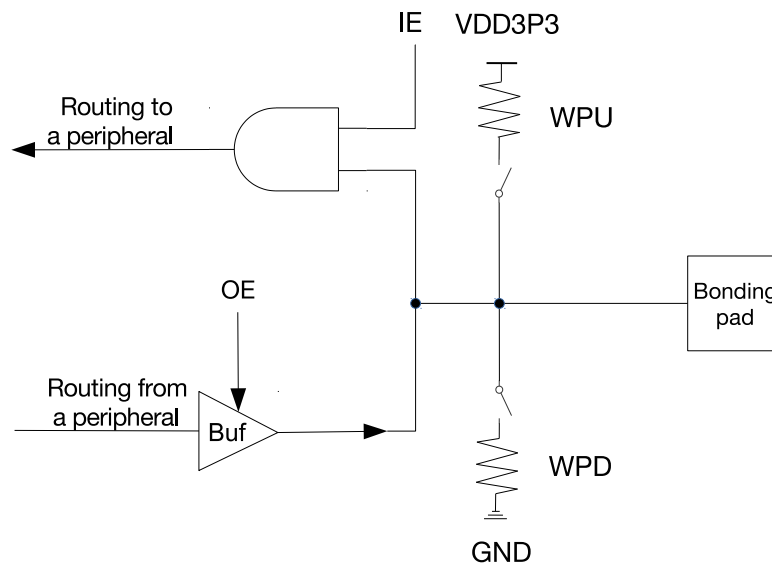 IE VDD3P3
Routing to
a peripheral
WPU
OE
Bonding
pad
Routing from
a peripheral
Buf
WPD
GND